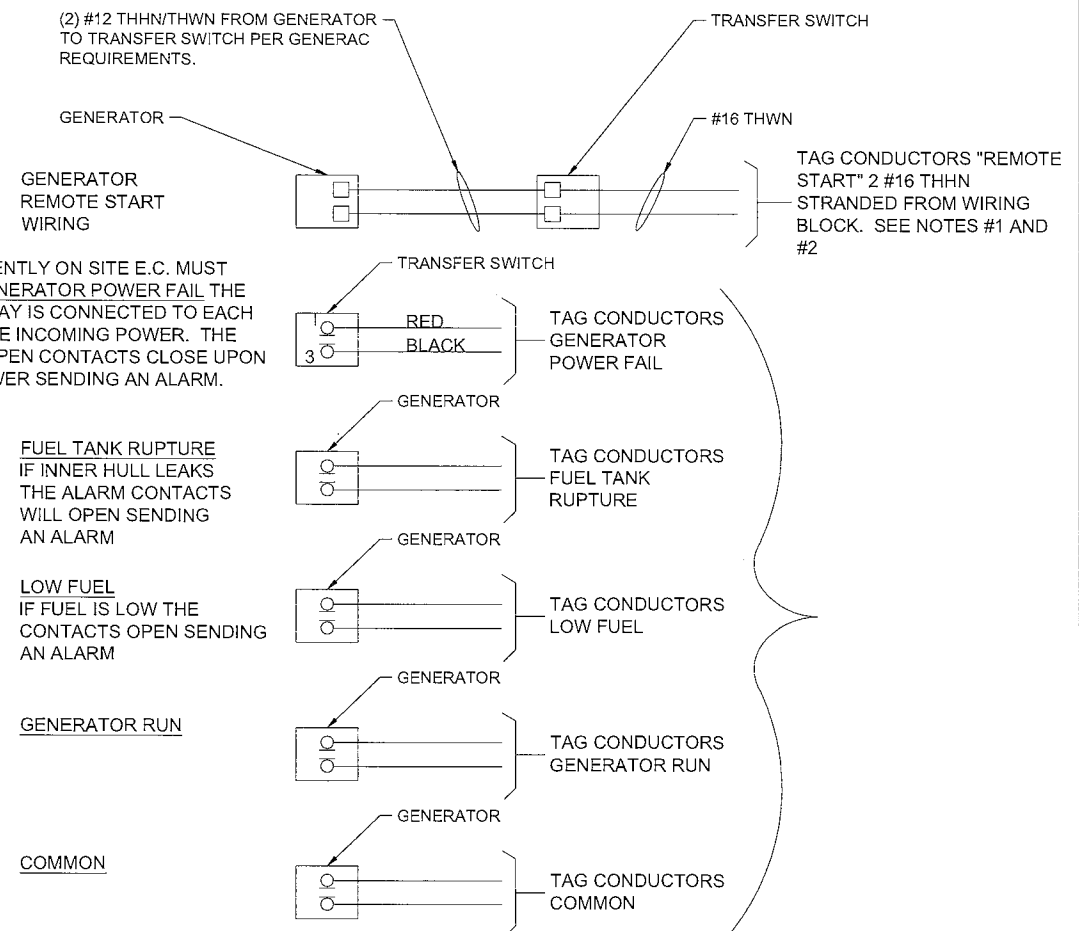 (2) #12 THHN/THWN FROM GENERATOR
TO TRANSFER SWITCH PER GENERAC
REQUIREMENTS.
TRANSFER SWITCH
GENERATOR
#16 THWN
GENERATOR
REMOTE START
WIRING
TAG CONDUCTORS "REMOTE
START" 2 #16 THHN
STRANDED FROM WIRING
BLOCK. SEE NOTES #1 AND
#2
ENTLY ON SITE E.C. MUST
NERATOR POWER FAIL THE
AY IS CONNECTED TO EACH
E INCOMING POWER. THE
OPEN CONTACTS CLOSE UPON
WER SENDING AN ALARM.
TRANSFER SWITCH
1
RED
3
BLACK
TAG CONDUCTORS
GENERATOR
POWER FAIL
GENERATOR
FUEL TANK RUPTURE
IF INNER HULL LEAKS
THE ALARM CONTACTS
WILL OPEN SENDING
AN ALARM
TAG CONDUCTORS
FUEL TANK
RUPTURE
GENERATOR
LOW FUEL
IF FUEL IS LOW THE
CONTACTS OPEN SENDING
AN ALARM
TAG CONDUCTORS
LOW FUEL
GENERATOR
GENERATOR RUN
TAG CONDUCTORS
GENERATOR RUN
GENERATOR
COMMON
TAG CONDUCTORS
COMMON